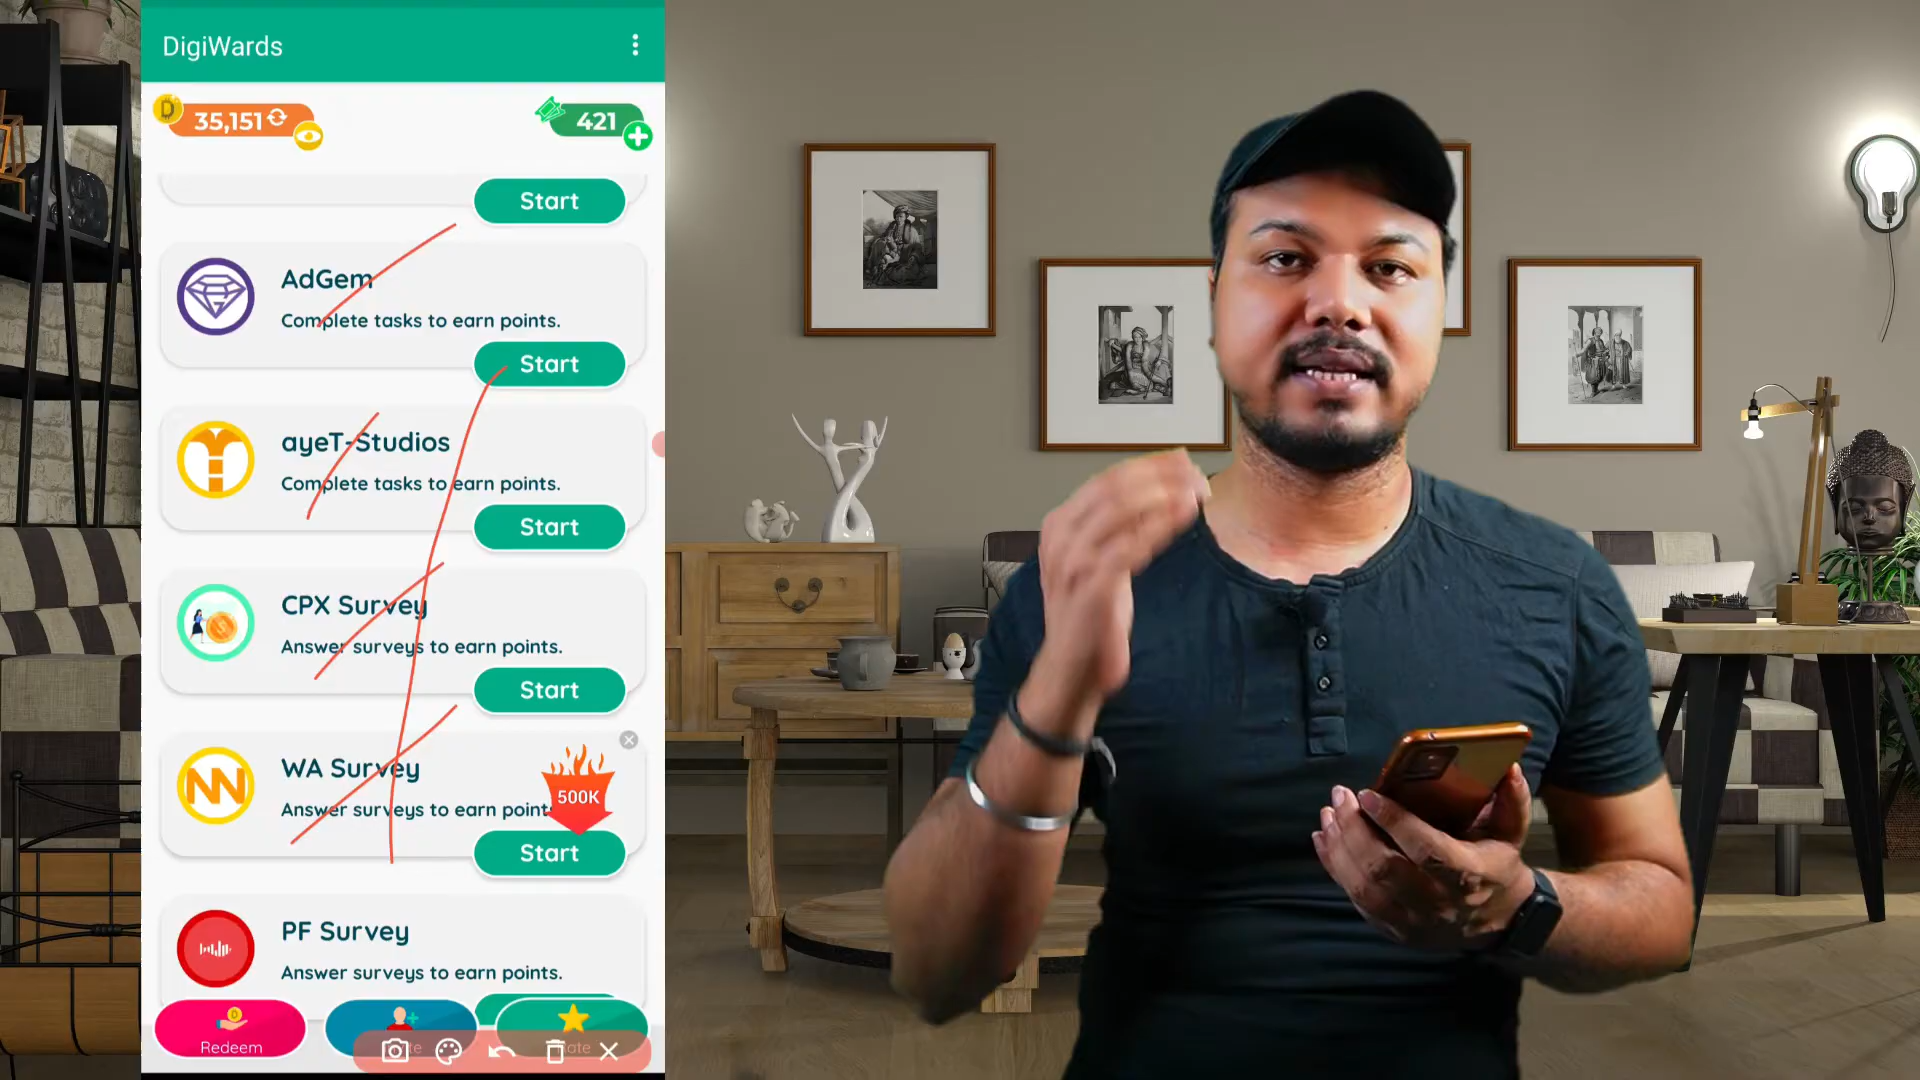 DigiWards
35,151
421
Start
AdGem
Complete tasks to earn points.
Start
ayeT-Studios
Complete tasks to earn points.
Start
CPX Survey
Answer surveys to earn points.
Start
WA Survey
Answer surveys to earn point
500K
Start
PF Survey
Answer surveys to earn points.
Redeem